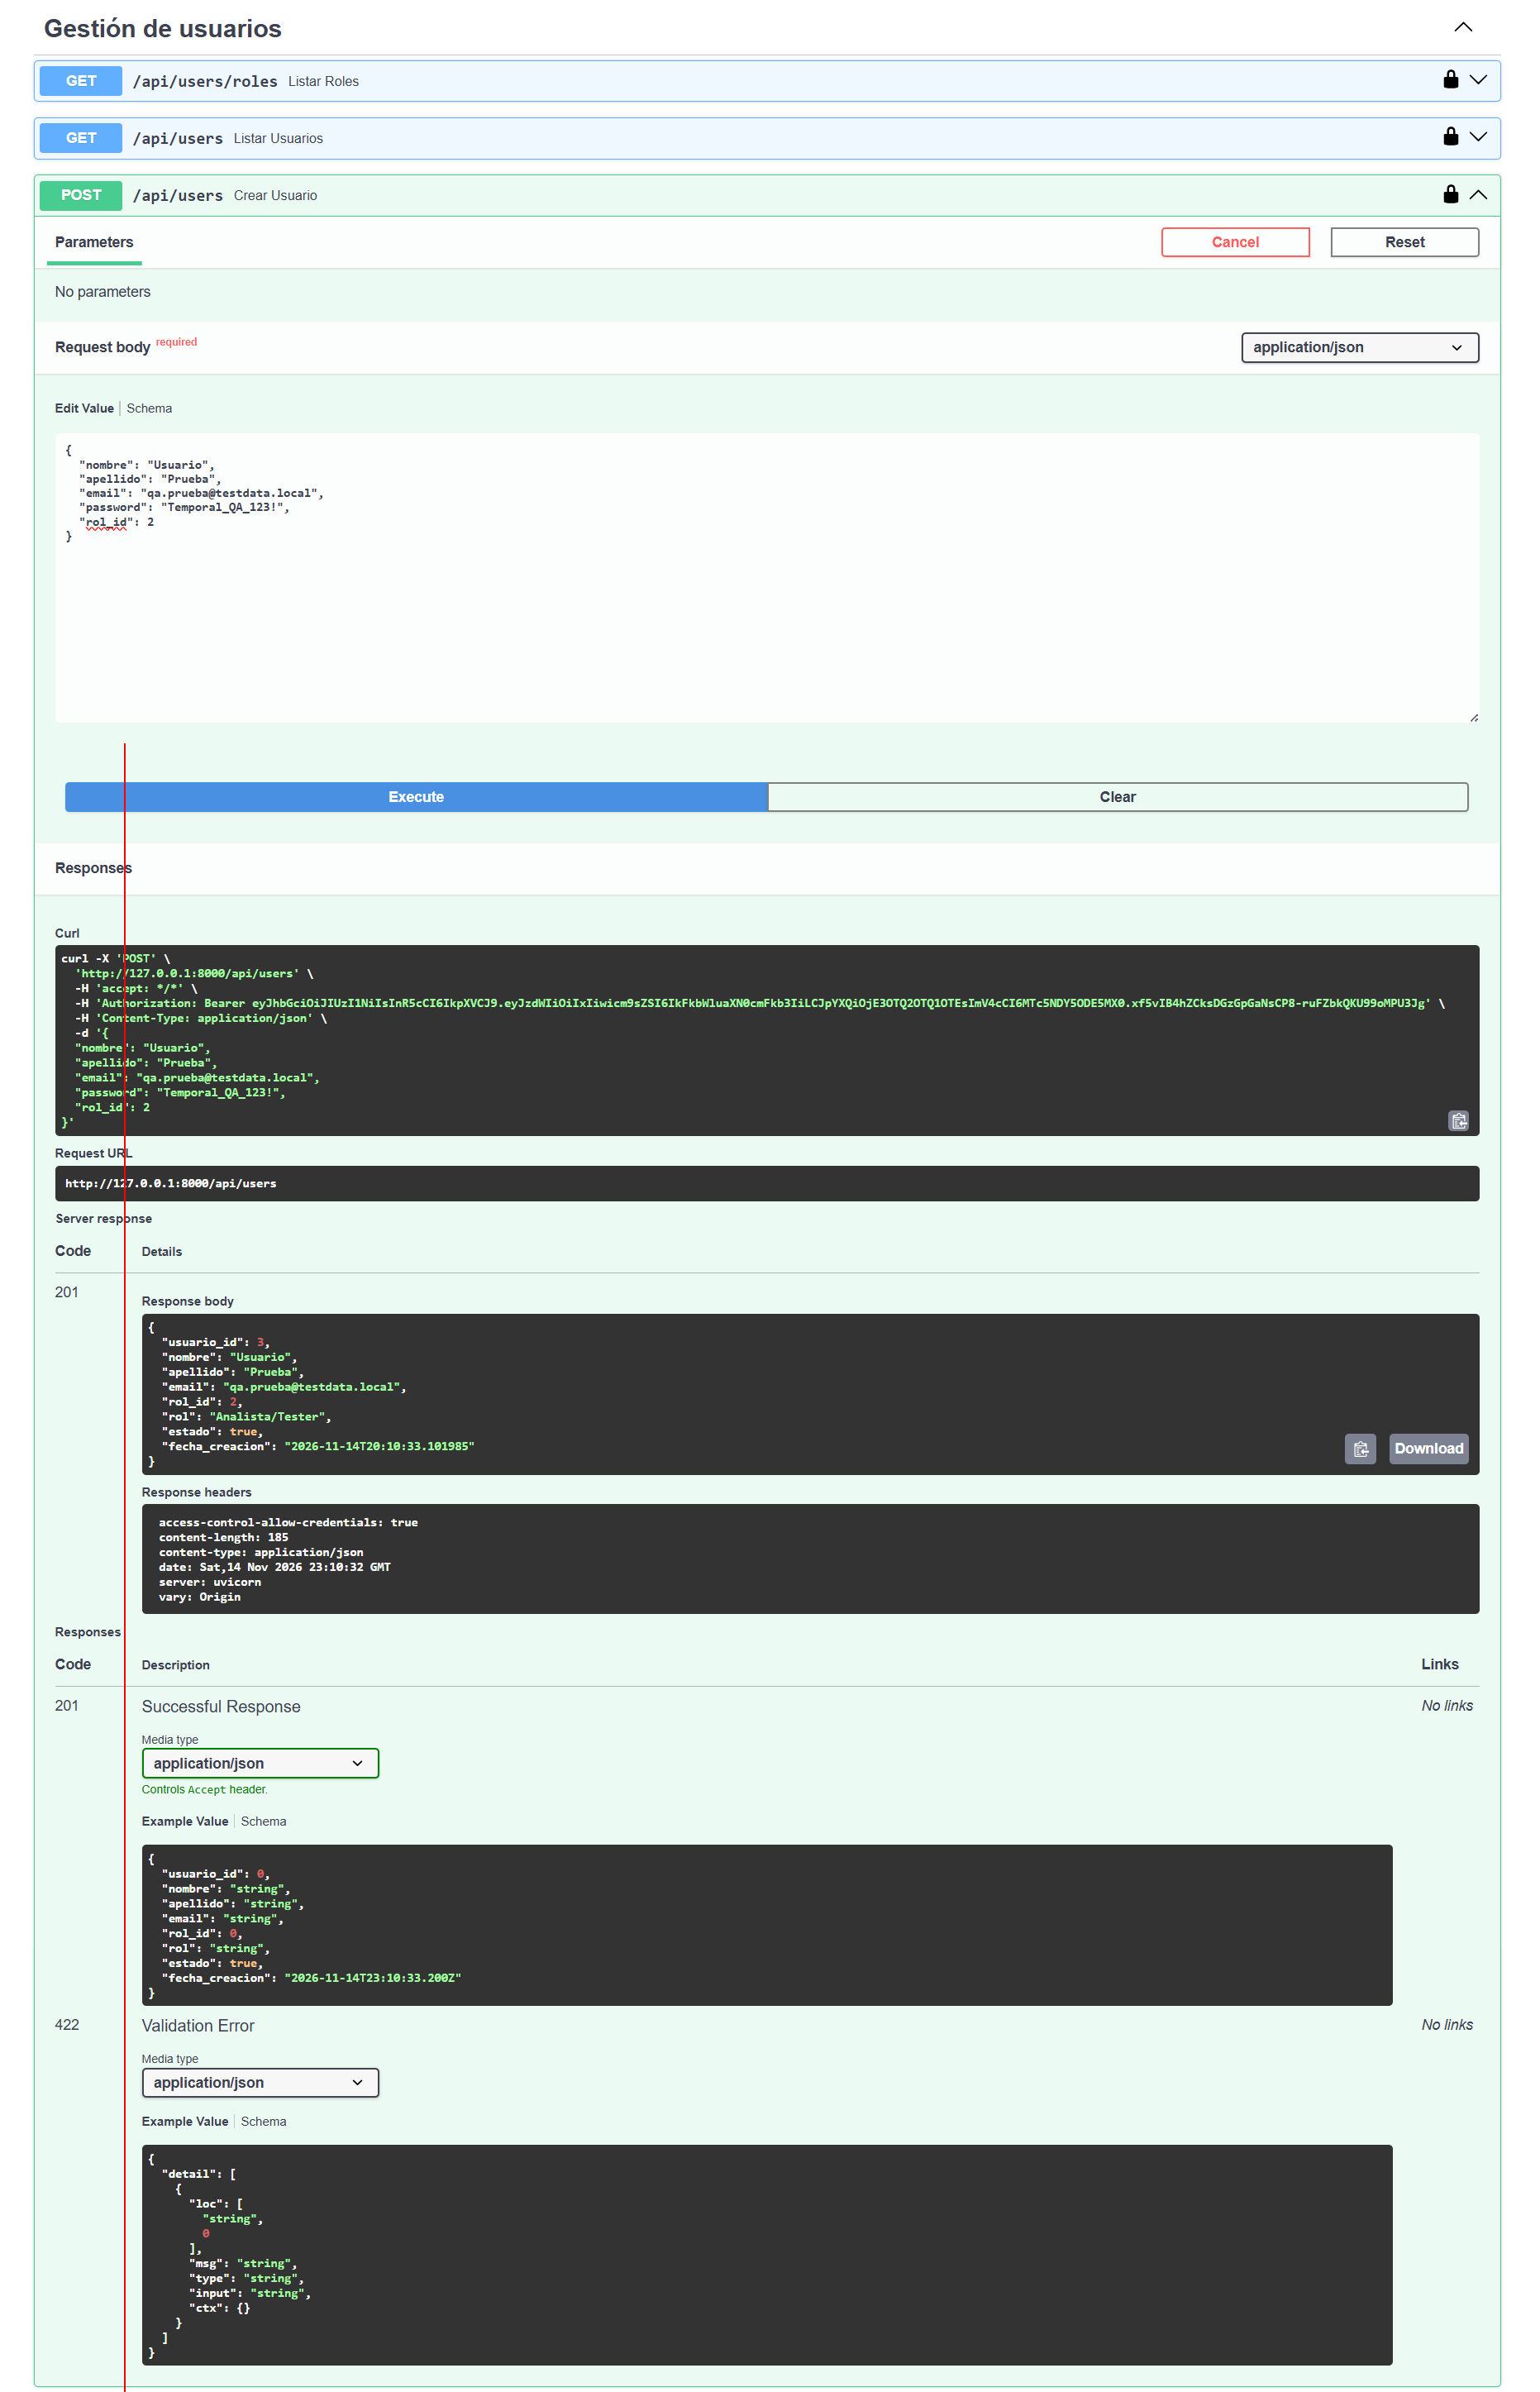 Gestión de usuarios
GET /api/users/roles Listar Roles
GET /api/users Listar Usuarios
POST /api/users Crear Usuario
Parameters
Cancel
Reset
No parameters
Request body required
application/json
Edit Value Schema
{
"nombre": "Usuario",
"apellido": "Prueba",
"email": "qa.prueba@testdata.local",
"password": "Temporal_QA_123!",
"rol_id": 2
}
Execute
Clear
Responses
Curl
curl -X 'POST' \
'http://127.0.0.1:8000/api/users' \
-H 'accept: */*' \
-H 'Authorization: Bearer eyJhbGciOiJIUzI1NiIsInR5cCI6IkpXVCJ9.eyJzdWIiOiIxIiwicm9sZSI6IkFkbWluaXN0cmFkb3IiLCJpYXQiOjE3OTQ2OTQ1OTEsImV4cCI6MTc5NDY5ODE5MX0.xf5vIB4hZCksDGzGpGaNsCP8-ruFZbkQKU99oMPU3Jg' \
-H 'Content-Type: application/json' \
-d '{
"nombre": "Usuario",
"apellido": "Prueba",
"email": "qa.prueba@testdata.local",
"password": "Temporal_QA_123!",
"rol_id": 2
}'
Request URL
http://127.0.0.1:8000/api/users
Server response
Code Details
201
Response body
{
"usuario_id": 3,
"nombre": "Usuario",
"apellido": "Prueba",
"email": "qa.prueba@testdata.local",
"rol_id": 2,
"rol": "Analista/Tester",
"estado": true,
"fecha_creacion": "2026-11-14T20:10:33.101985"
}
Download
Response headers
access-control-allow-credentials: true
content-length: 185
content-type: application/json
date: Sat,14 Nov 2026 23:10:32 GMT
server: uvicorn
vary: Origin
Responses
Code Description Links
201 Successful Response No links
Media type
application/json
Controls Accept header.
Example Value Schema
{
"usuario_id": 0,
"nombre": "string",
"apellido": "string",
"email": "string",
"rol_id": 0,
"rol": "string",
"estado": true,
"fecha_creacion": "2026-11-14T23:10:33.200Z"
}
422 Validation Error No links
Media type
application/json
Example Value Schema
{
"detail": [
{
"loc": [
"string",
0
],
"msg": "string",
"type": "string",
"input": "string",
"ctx": {}
}
]
}